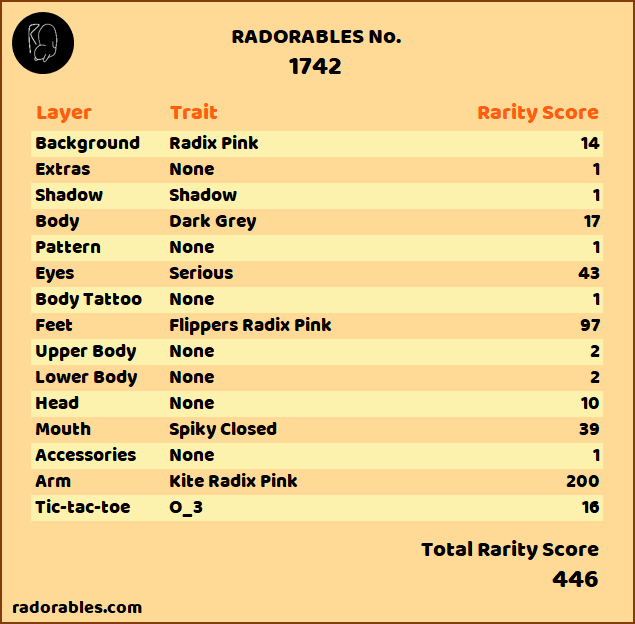 RADORABLES No.
1742
Layer Trait Rarity Score
Background Radix Pink 14
Extras None 1
Shadow Shadow 1
Body Dark Grey 17
Pattern None 1
Eyes Serious 43
Body Tattoo None 1
Feet Flippers Radix Pink 97
Upper Body None 2
Lower Body None 2
Head None 10
Mouth Spiky Closed 39
Accessories None 1
Arm Kite Radix Pink 200
Tic-tac-toe O_3 16
Total Rarity Score
446
radorables.com